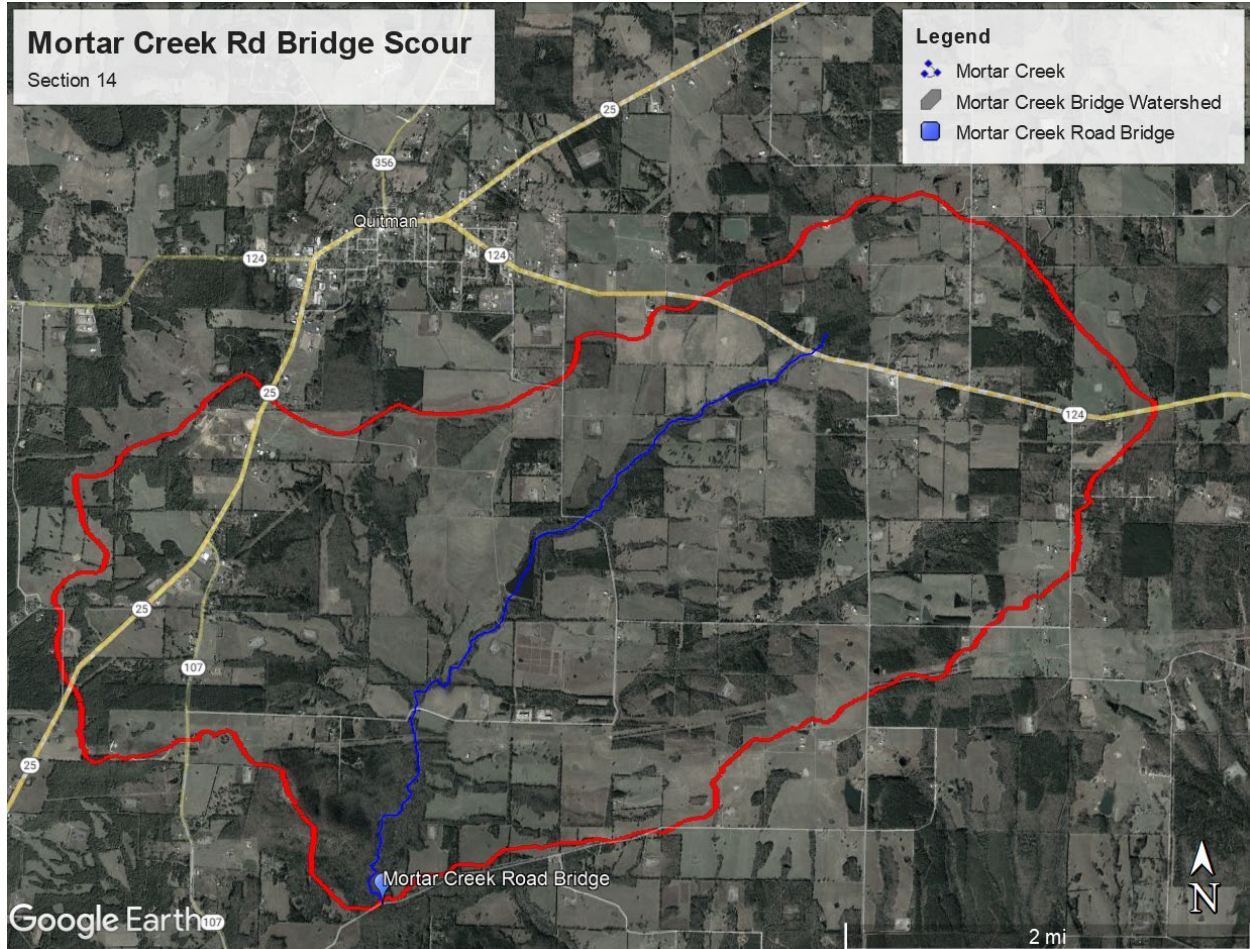 Mortar Creek Rd Bridge Scour
Section 14
Legend
Mortar Creek
Mortar Creek Bridge Watershed
Mortar Creek Road Bridge
25
356
Quitman
124
124
25
124
25
107
25
Mortar Creek Road Bridge
Google Earth
107
N
2 mi